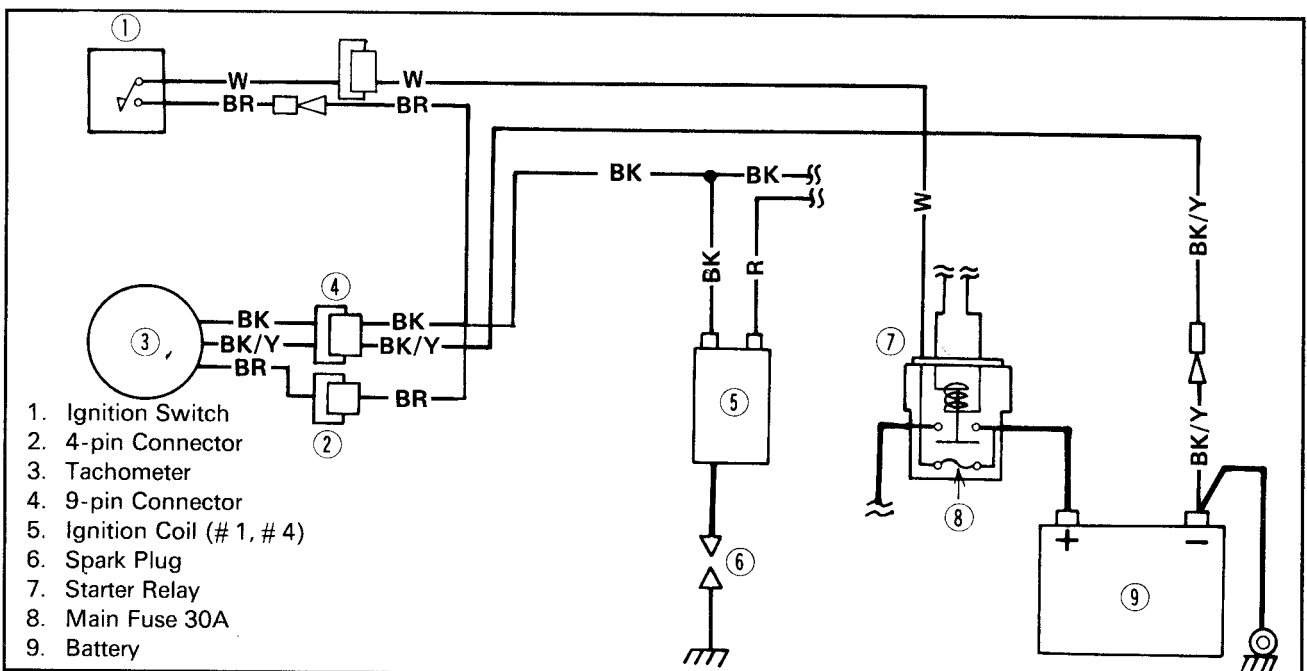 1
W W
BR BR
BK BK
W
BK/Y
BK R
4
3
BK BK
BK/Y BK/Y
BR BR
2
7
5
BK/Y
8
6
+ −
9
1. Ignition Switch
2. 4-pin Connector
3. Tachometer
4. 9-pin Connector
5. Ignition Coil (#1, #4)
6. Spark Plug
7. Starter Relay
8. Main Fuse 30A
9. Battery